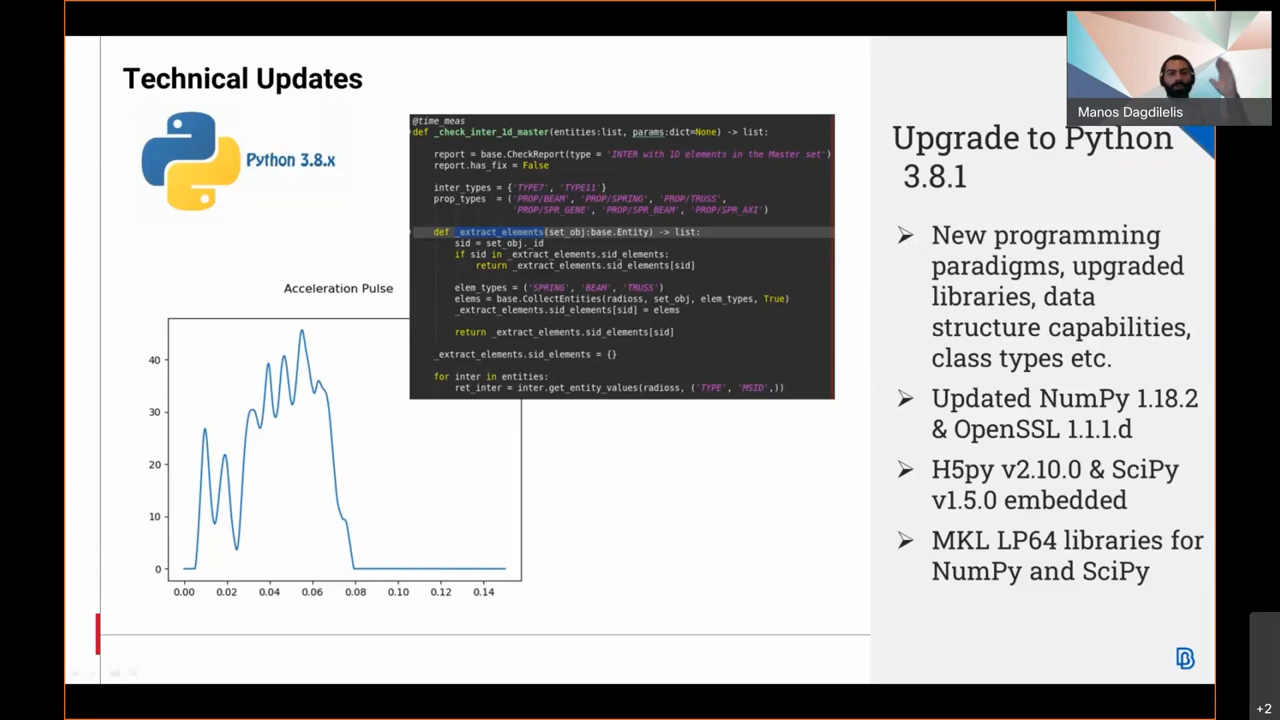 Technical Updates
Python 3.8.x
Acceleration Pulse
40
30
20
10
0
0.00 0.02 0.04 0.06 0.08 0.10 0.12 0.14
@time_meas
def _check_inter_1d_master(entities:list, params:dict=None) -> list:
report = base.CheckReport(type = 'INTER with 1D elements in the Master set')
report.has_fix = False
inter_types = {'TYPE7', 'TYPE11'}
prop_types = ('PROP/BEAM', 'PROP/SPRING', 'PROP/TRUSS',
'PROP/SPR_GENE', 'PROP/SPR_BEAM', 'PROP/SPR_AXI')
def _extract_elements(set_obj:base.Entity) -> list:
sid = set_obj._id
if sid in _extract_elements.sid_elements:
return _extract_elements.sid_elements[sid]
elem_types = ('SPRING', 'BEAM', 'TRUSS')
elems = base.CollectEntities(radioss, set_obj, elem_types, True)
_extract_elements.sid_elements[sid] = elems
return _extract_elements.sid_elements[sid]
_extract_elements.sid_elements = {}
for inter in entities:
ret_inter = inter.get_entity_values(radioss, ('TYPE', 'MSID',))
Manos Dagdilelis
Upgrade to Python
3.8.1
➢ New programming
paradigms, upgraded
libraries, data
structure capabilities,
class types etc.
➢ Updated NumPy 1.18.2
& OpenSSL 1.1.1.d
➢ H5py v2.10.0 & SciPy
v1.5.0 embedded
➢ MKL LP64 libraries for
NumPy and SciPy
+2